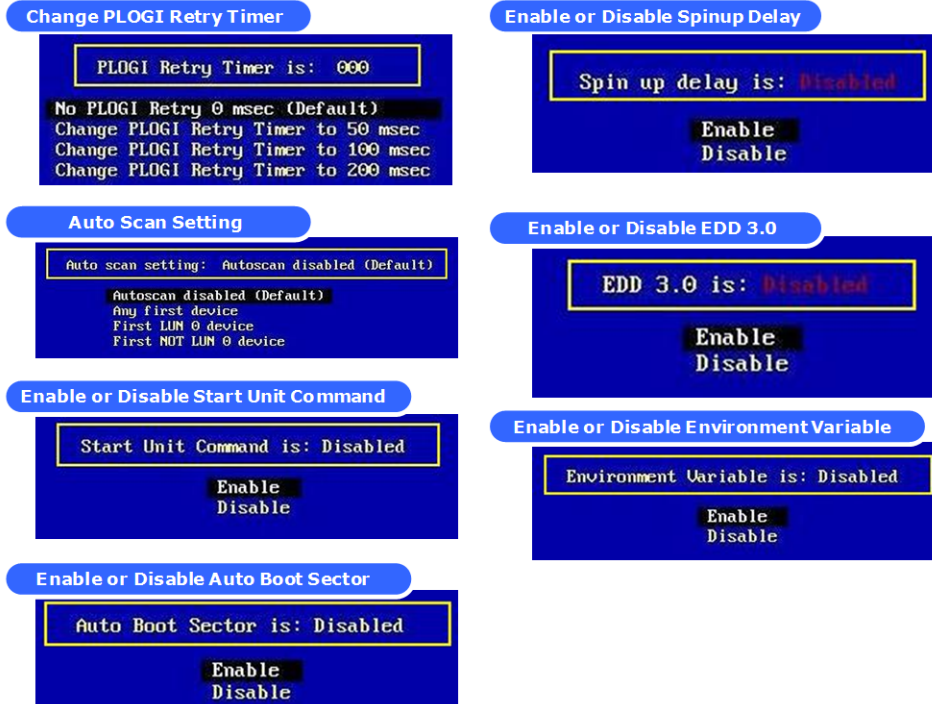 Change PLOGI Retry Timer
PLOGI Retry Timer is: 000
No PLOGI Retry 0 msec (Default)
Change PLOGI Retry Timer to 50 msec
Change PLOGI Retry Timer to 100 msec
Change PLOGI Retry Timer to 200 msec
Auto Scan Setting
Auto scan setting: Autoscan disabled (Default)
Autoscan disabled (Default)
Any first device
First LUN 0 device
First NOT LUN 0 device
Enable or Disable Start Unit Command
Start Unit Command is: Disabled
Enable
Disable
Enable or Disable Auto Boot Sector
Auto Boot Sector is: Disabled
Enable
Disable
Enable or Disable Spinup Delay
Spin up delay is: Disabled
Enable
Disable
Enable or Disable EDD 3.0
EDD 3.0 is: Disabled
Enable
Disable
Enable or Disable Environment Variable
Environment Variable is: Disabled
Enable
Disable